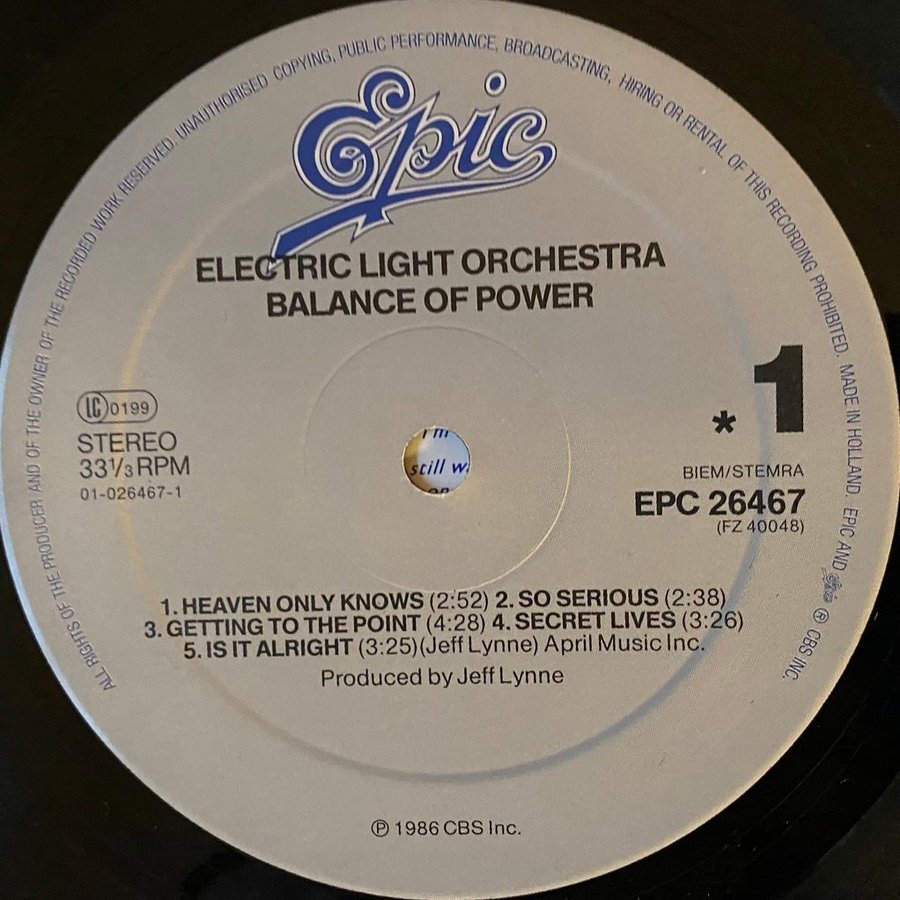 ALL RIGHTS OF THE PRODUCER AND OF THE OWNER OF THE RECORDED WORK RESERVED. UNAUTHORISED COPYING, PUBLIC PERFORMANCE, BROADCASTING, HIRING OR RENTAL OF THIS RECORDING PROHIBITED. MADE IN HOLLAND. EPIC AND Epic ℗ CBS INC.
Epic
ELECTRIC LIGHT ORCHESTRA
BALANCE OF POWER
LC 0199
STEREO
33⅓ RPM
01-026467-1
* 1
BIEM/STEMRA
EPC 26467
(FZ 40048)
I'm
still w
on
1. HEAVEN ONLY KNOWS (2:52) 2. SO SERIOUS (2:38)
3. GETTING TO THE POINT (4:28) 4. SECRET LIVES (3:26)
5. IS IT ALRIGHT (3:25) (Jeff Lynne) April Music Inc.
Produced by Jeff Lynne
℗ 1986 CBS Inc.